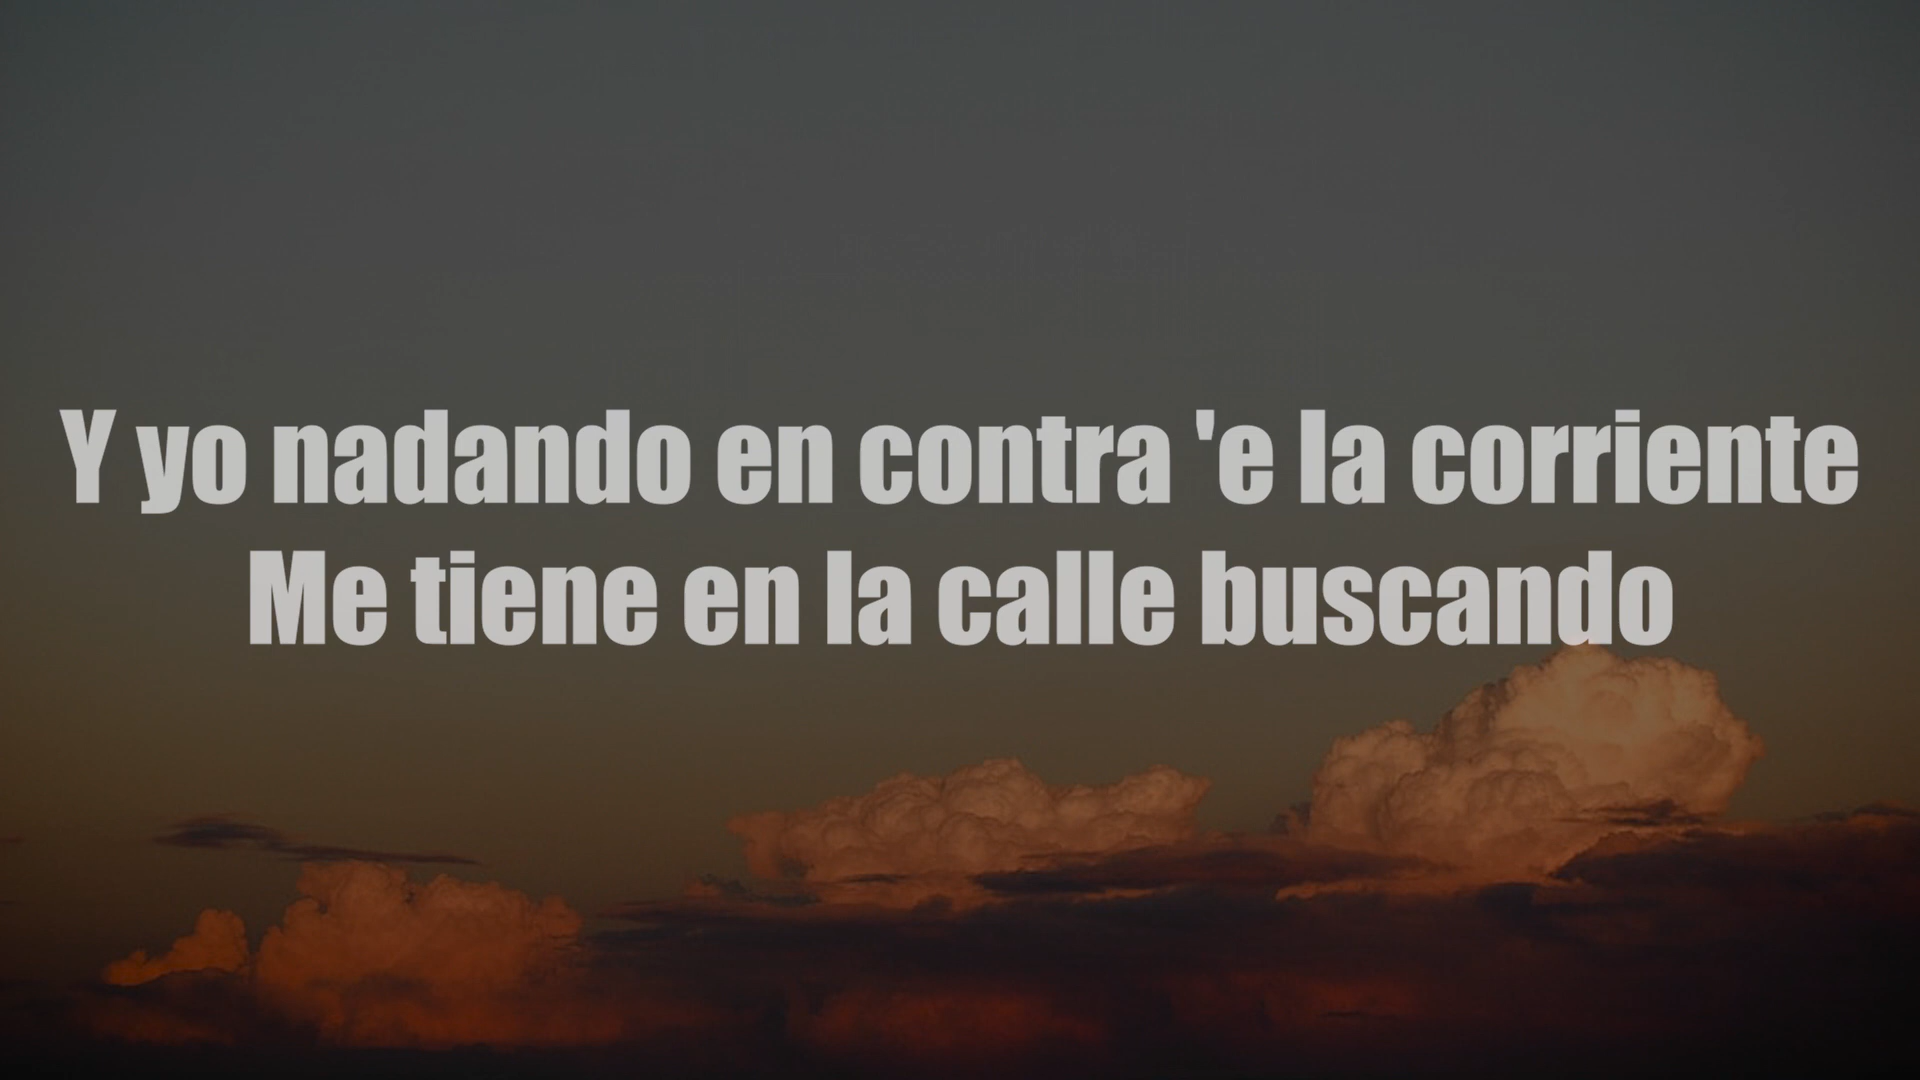 Y yo nadando en contra 'e la corriente
Me tiene en la calle buscando